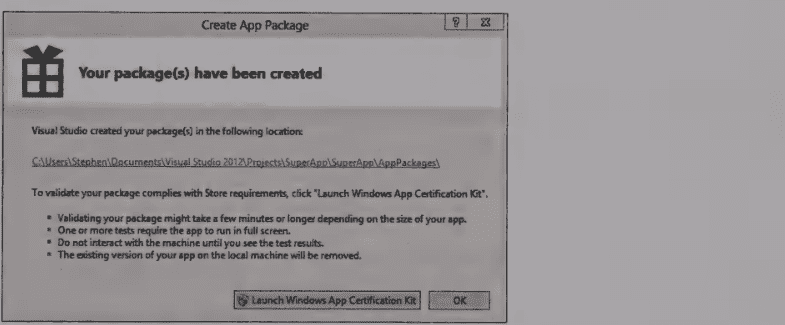 Create App Package
Your package(s) have been created
Visual Studio created your package(s) in the following location:
C:\Users\Stephen\Documents\Visual Studio 2012\Projects\SuperApp\SuperApp\AppPackages\
To validate your package complies with Store requirements, click "Launch Windows App Certification Kit".
Validating your package might take a few minutes or longer depending on the size of your app.
One or more tests require the app to run in full screen.
Do not interact with the machine until you see the test results.
The existing version of your app on the local machine will be removed.
Launch Windows App Certification Kit
OK